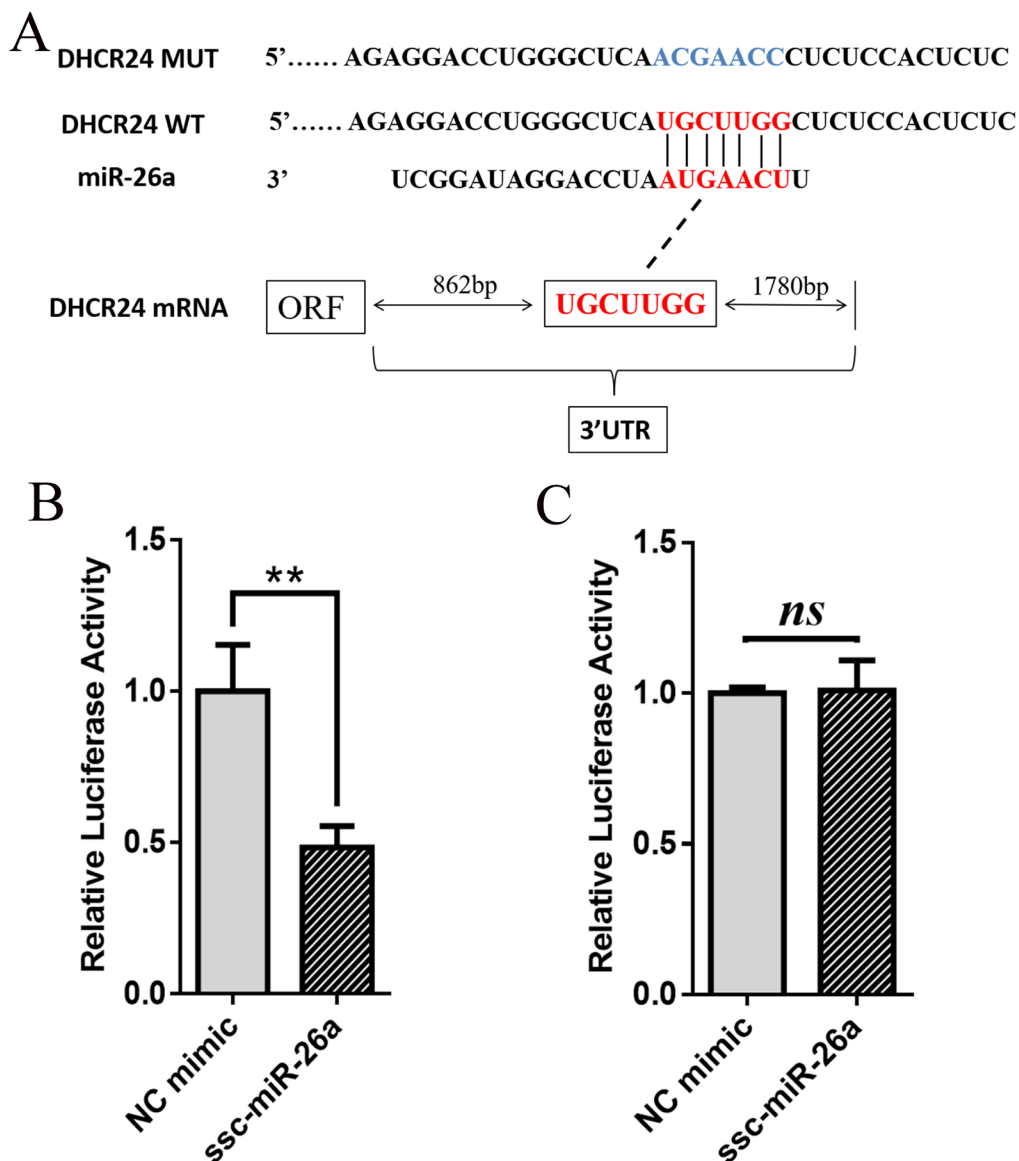 A
DHCR24 MUT 5’…… AGAGGACCUGGGCUCAACGAACCCUCUCCACUCUC
DHCR24 WT 5’…… AGAGGACCUGGGCUCAUGCUUGGCUCUCCACUCUC
miR-26a 3’ UCGGAUAGGACCUAAUGAACUU
862bp 1780bp
DHCR24 mRNA ORF UGCUUGG
3’UTR
B
Relative Luciferase Activity
1.5
1.0
0.5
0.0
**
NC mimic
ssc-miR-26a
C
Relative Luciferase Activity
1.5
1.0
0.5
0.0
ns
NC mimic
ssc-miR-26a